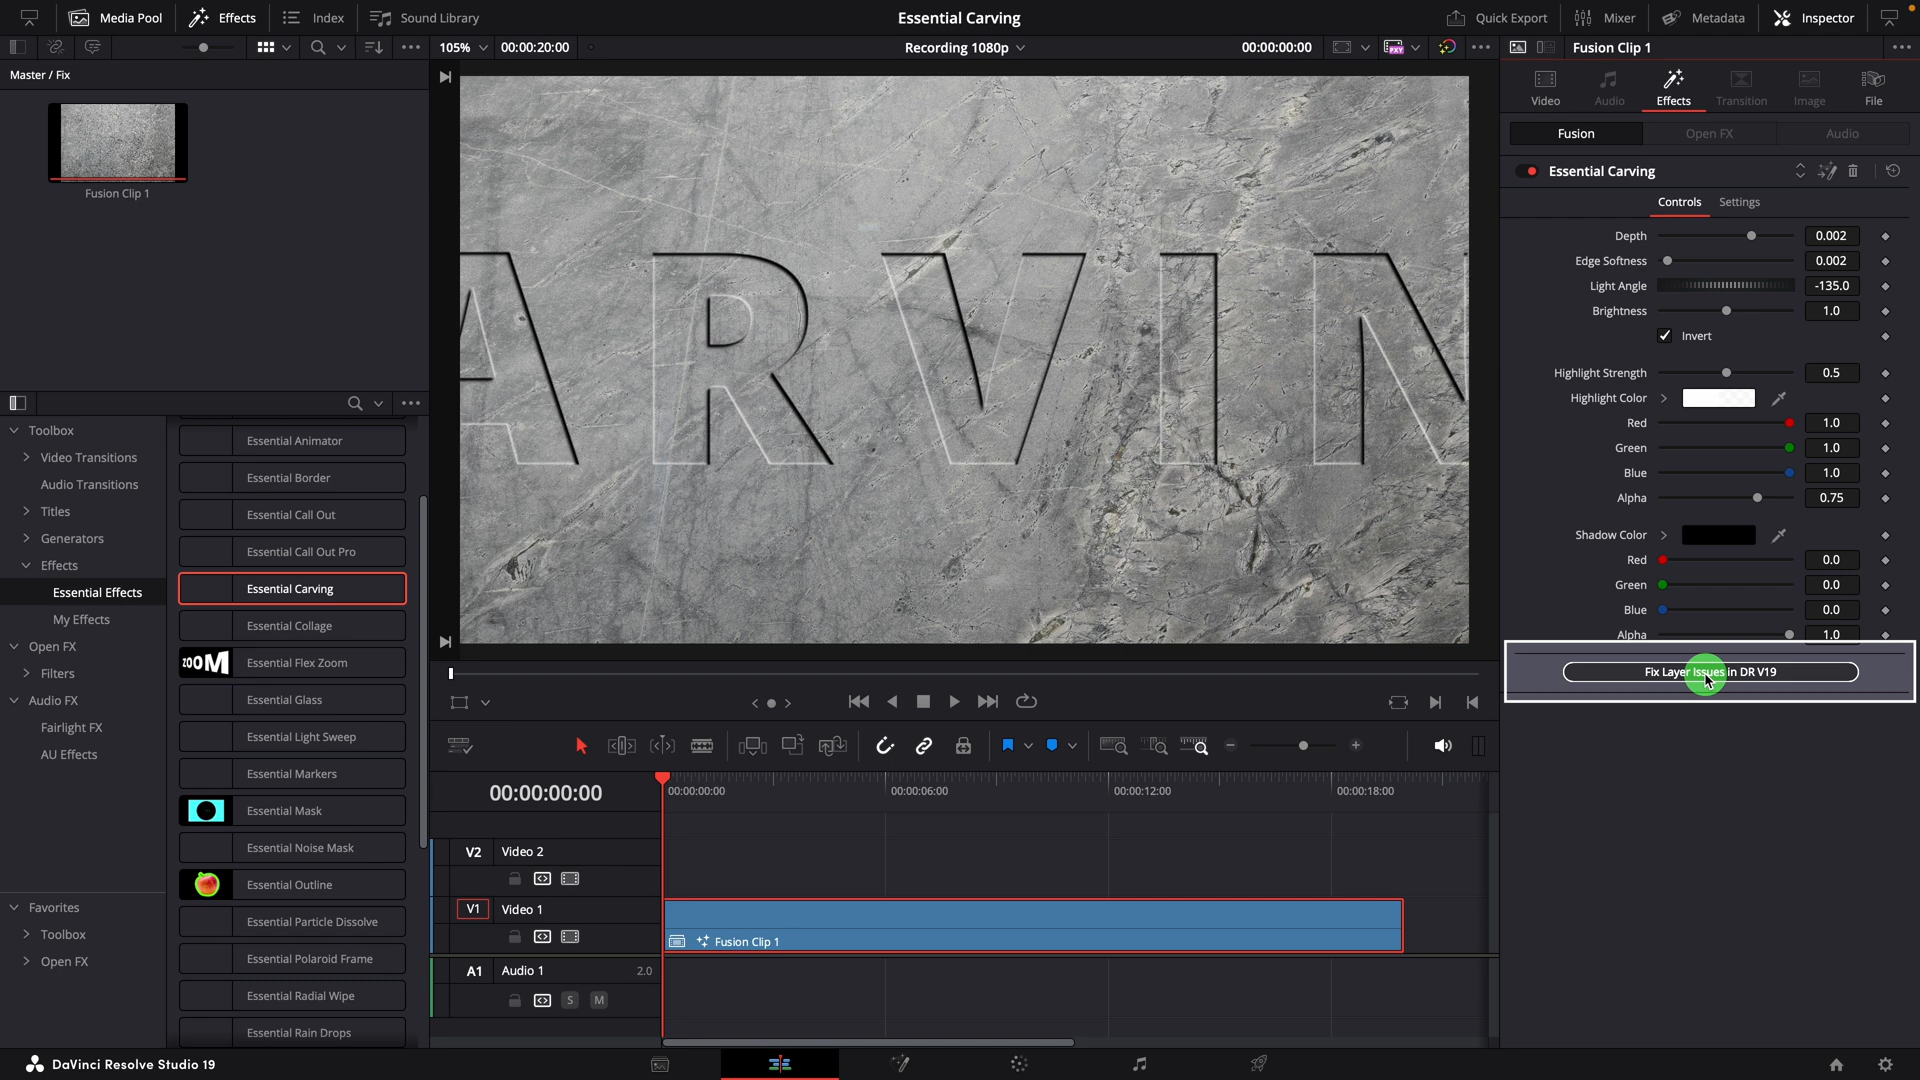 Media Pool
Effects
Index
Sound Library
Essential Carving
Quick Export
Mixer
Metadata
Inspector
105%
00:00:20:00
Recording 1080p
00:00:00:00
PXY
Fusion Clip 1
Master / Fix
Fusion Clip 1
Video
Audio
Effects
Transition
Image
File
Fusion
Open FX
Audio
Essential Carving
Controls
Settings
Depth
0.002
Edge Softness
0.002
Light Angle
-135.0
Brightness
1.0
Invert
Highlight Strength
0.5
Highlight Color
Red
1.0
Green
1.0
Blue
1.0
Alpha
0.75
Shadow Color
Red
0.0
Green
0.0
Blue
0.0
Alpha
1.0
Fix Layer Issues in DR V19
ARVIN
Toolbox
Video Transitions
Audio Transitions
Titles
Generators
Effects
Essential Effects
My Effects
Open FX
Filters
Audio FX
Fairlight FX
AU Effects
Favorites
Toolbox
Open FX
Essential Animator
Essential Border
Essential Call Out
Essential Call Out Pro
Essential Carving
Essential Collage
ZOOM
Essential Flex Zoom
Essential Glass
Essential Light Sweep
Essential Markers
Essential Mask
Essential Noise Mask
Essential Outline
Essential Particle Dissolve
Essential Polaroid Frame
Essential Radial Wipe
Essential Rain Drops
00:00:00:00
00:00:00:00
00:00:06:00
00:00:12:00
00:00:18:00
V2
Video 2
V1
Video 1
Fusion Clip 1
A1
Audio 1
2.0
S
M
DaVinci Resolve Studio 19